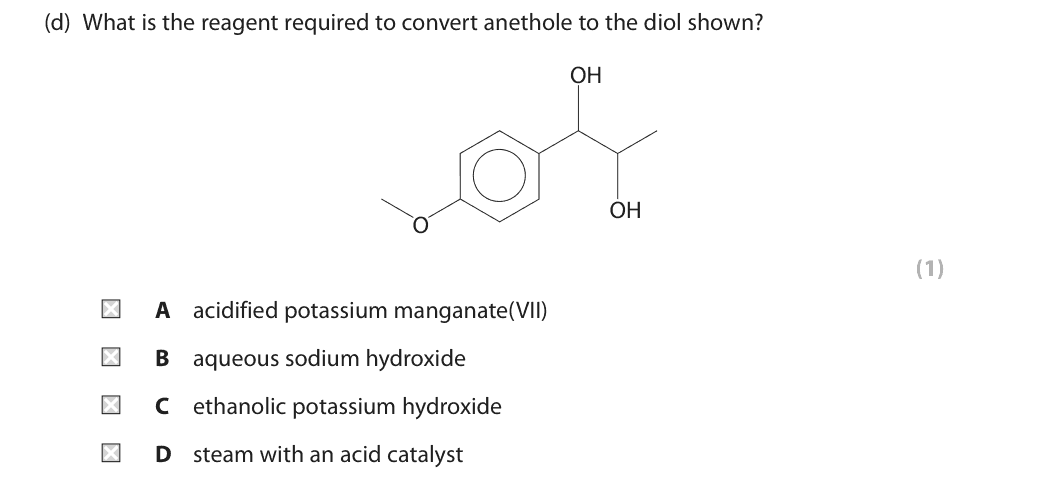 (d) What is the reagent required to convert anethole to the diol shown?
OH
O
OH
(1)
A acidified potassium manganate(VII)
B aqueous sodium hydroxide
C ethanolic potassium hydroxide
D steam with an acid catalyst